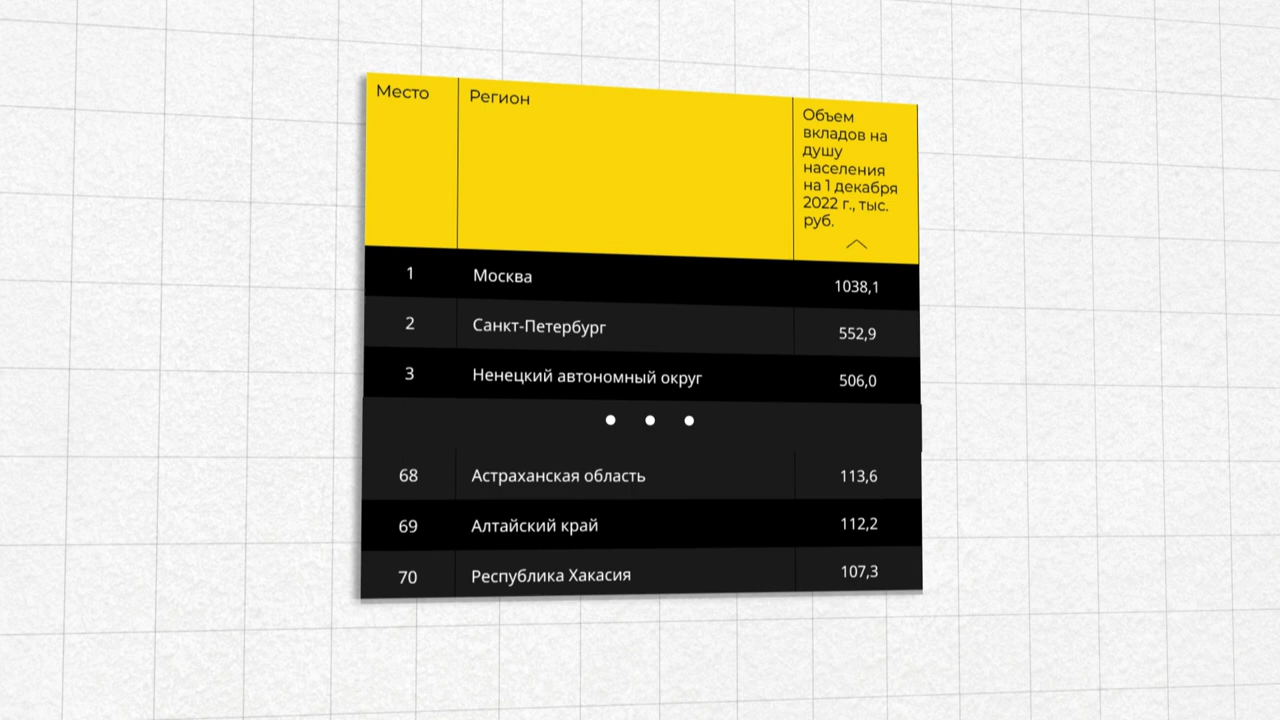 Место
Регион
Объем
вкладов на
душу
населения
на 1 декабря
2022 г., тыс.
руб.
1 Москва 1038,1
2 Санкт-Петербург 552,9
3 Ненецкий автономный округ 506,0
68 Астраханская область 113,6
69 Алтайский край 112,2
70 Республика Хакасия 107,3